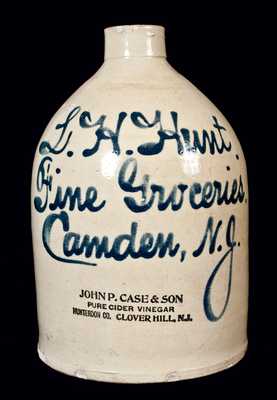 L. H. Hunt.
Fine Groceries.
Camden, N.J.
JOHN P. CASE & SON
PURE CIDER VINEGAR
HUNTERDON CO. CLOVER HILL, N.J.